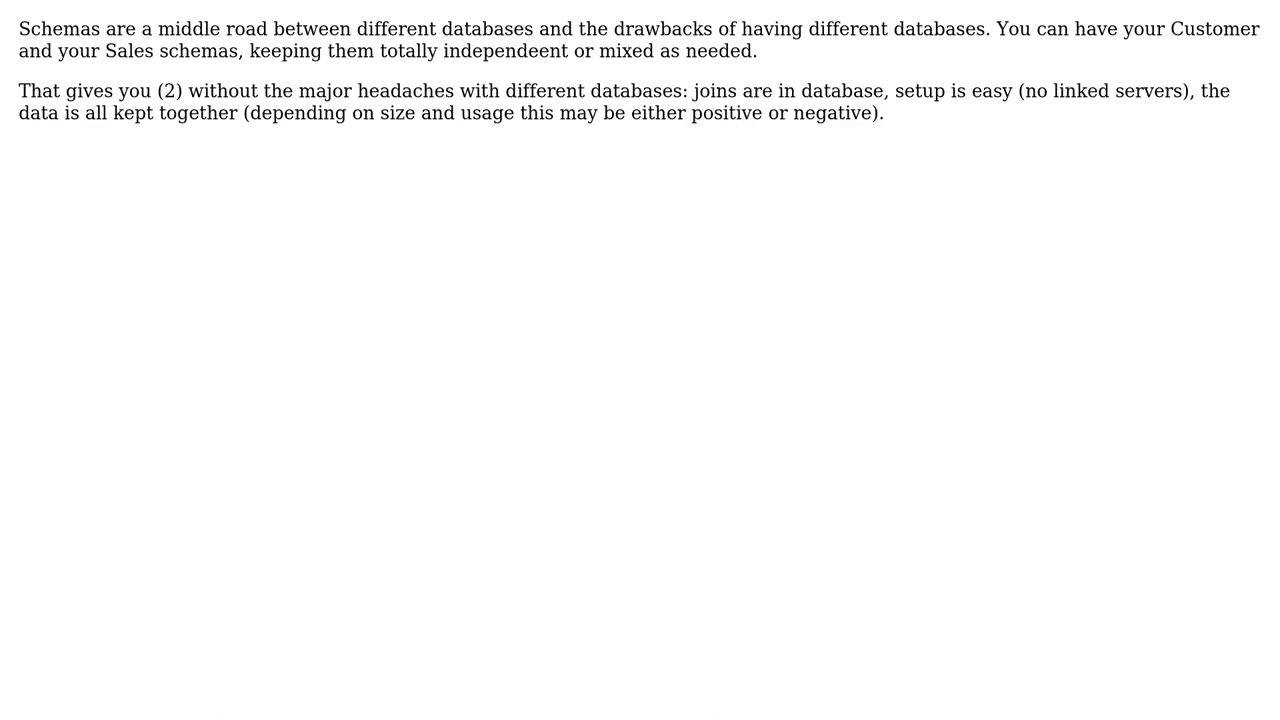 Schemas are a middle road between different databases and the drawbacks of having different databases. You can have your Customer
and your Sales schemas, keeping them totally independeent or mixed as needed.
That gives you (2) without the major headaches with different databases: joins are in database, setup is easy (no linked servers), the
data is all kept together (depending on size and usage this may be either positive or negative).